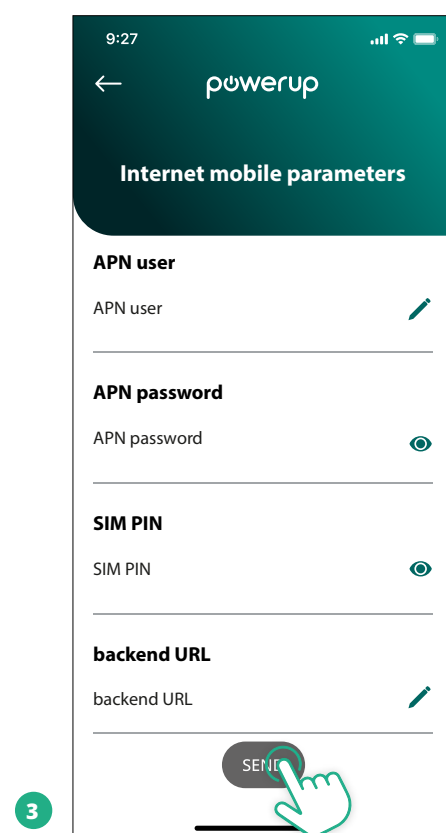 9:27
powerup
Internet mobile parameters
APN user
APN user
APN password
APN password
SIM PIN
SIM PIN
backend URL
backend URL
SEND
3